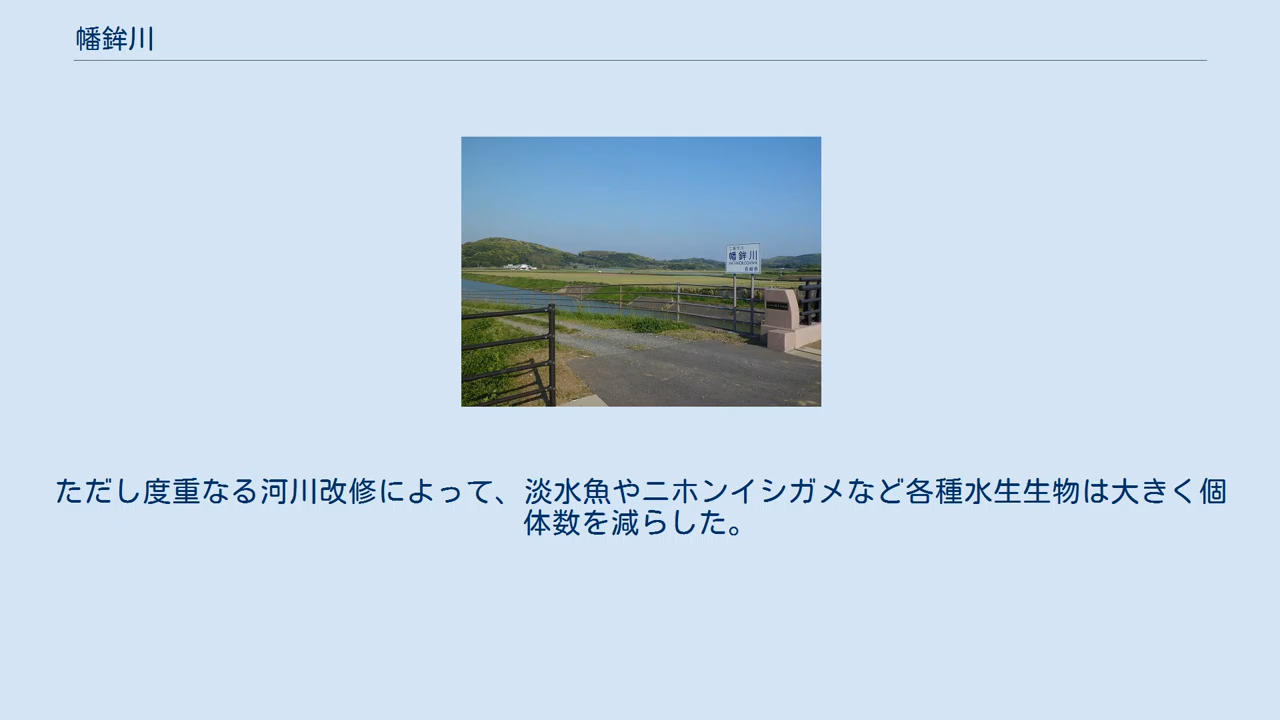 幡鉾川
幡鉾川
ただし度重なる河川改修によって、淡水魚やニホンイシガメなど各種水生生物は大きく個
体数を減らした。